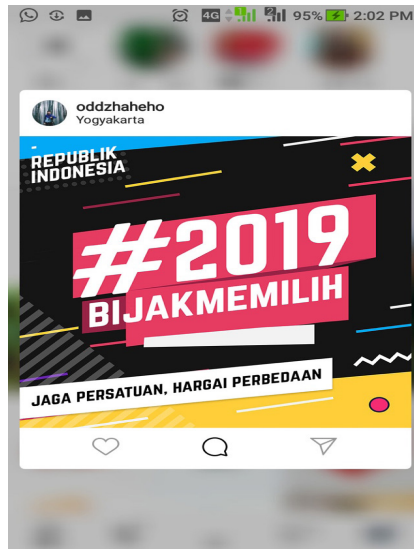 4G 95% 2:02 PM
oddzhaheho
Yogyakarta
REPUBLIK
INDONESIA
#2019
BIJAKMEMILIH
JAGA PERSATUAN, HARGAI PERBEDAAN